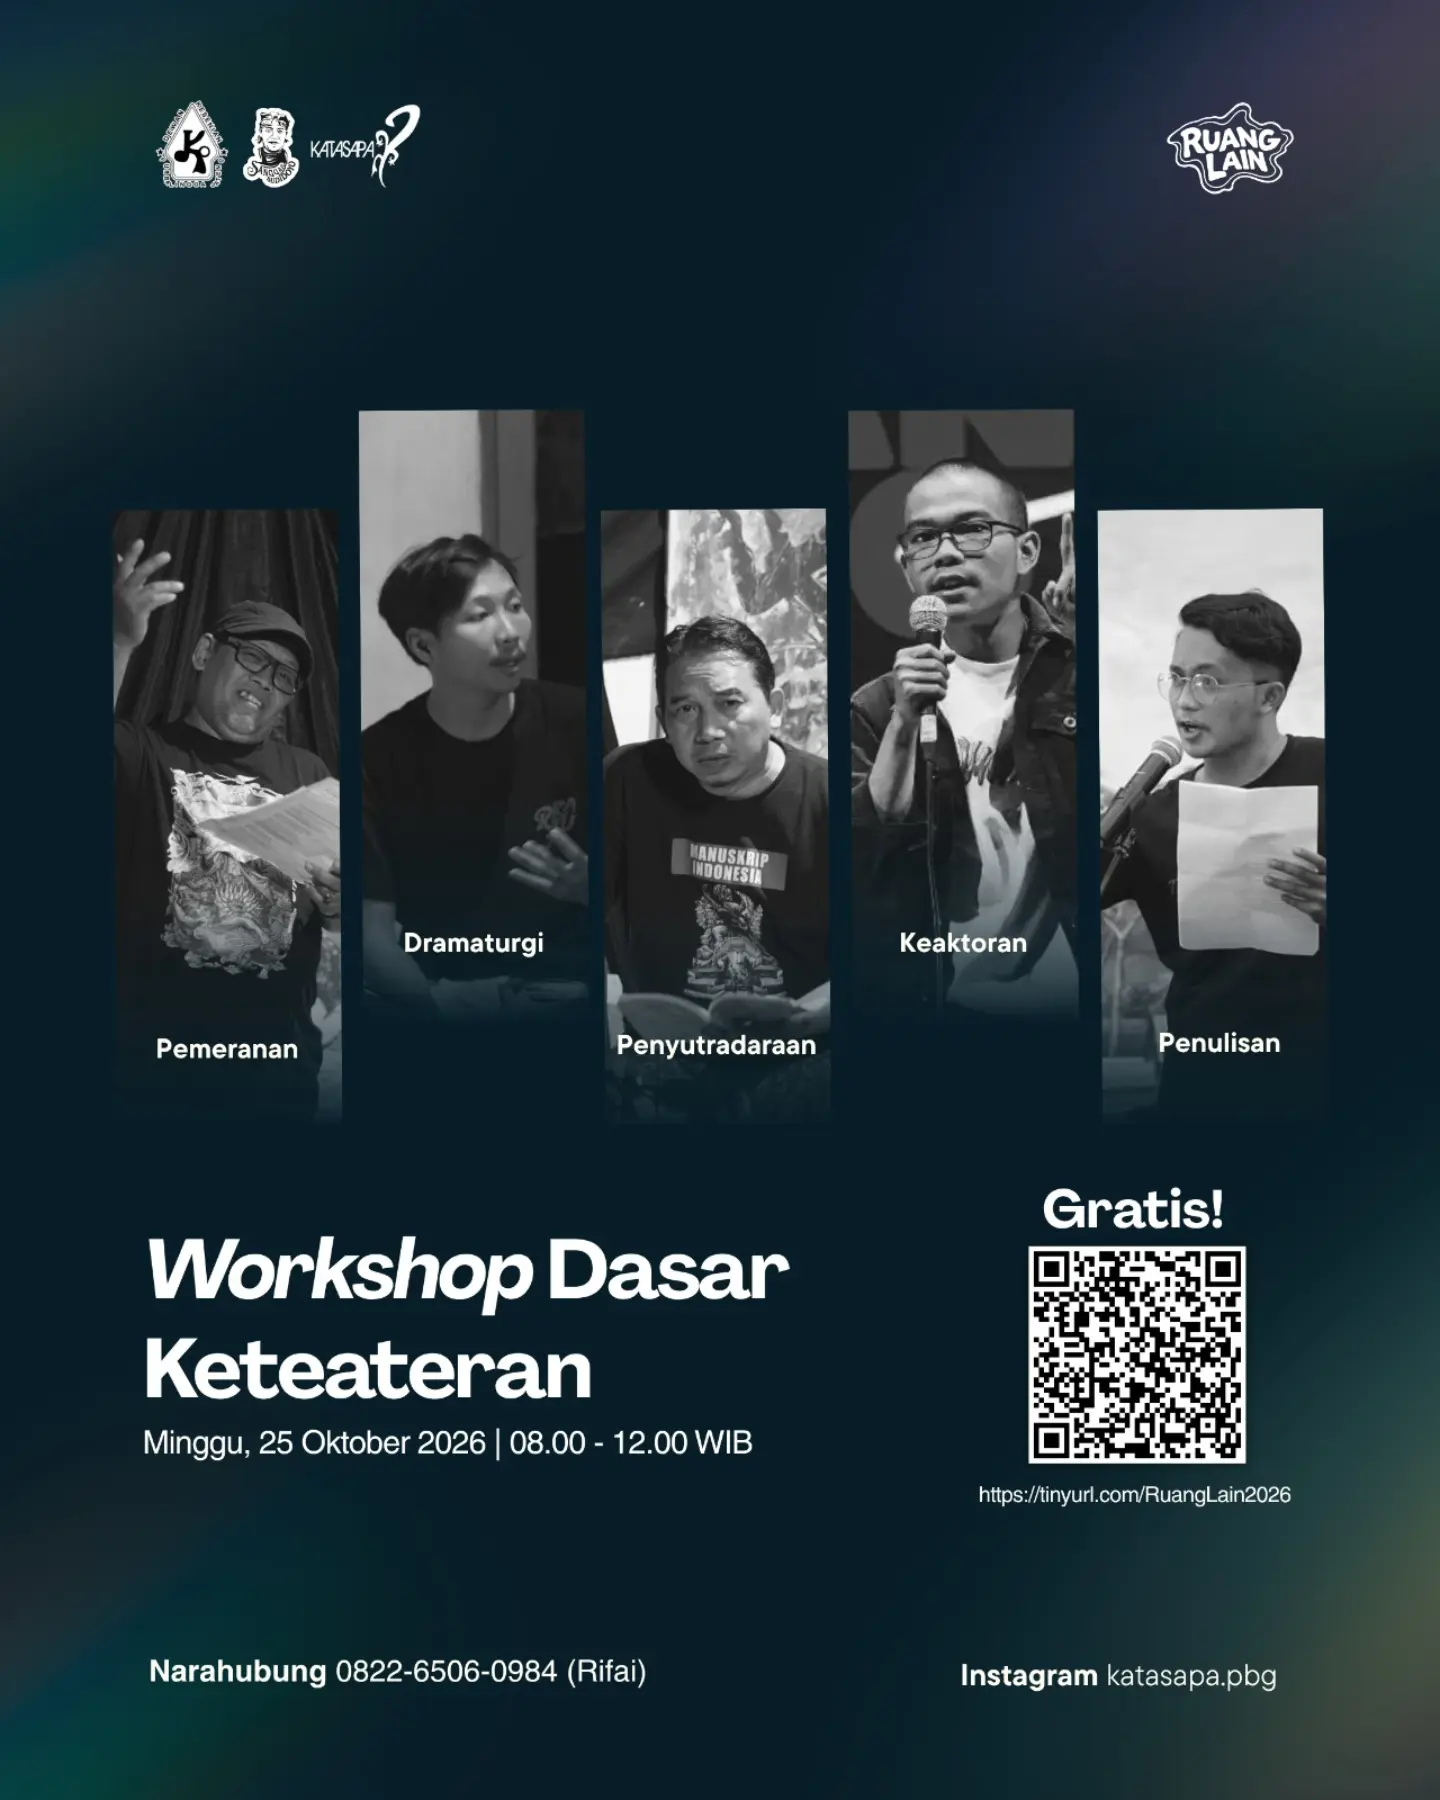 KATASAPA
RUANG
LAIN
MANUSKRIP
INDONESIA
Dramaturgi
Keaktoran
Pemeranan
Penyutradaraan
Penulisan
Workshop Dasar
Keteateran
Minggu, 25 Oktober 2026 | 08.00 - 12.00 WIB
Gratis!
https://tinyurl.com/RuangLain2026
Narahubung 0822-6506-0984 (Rifai)
Instagram katasapa.pbg